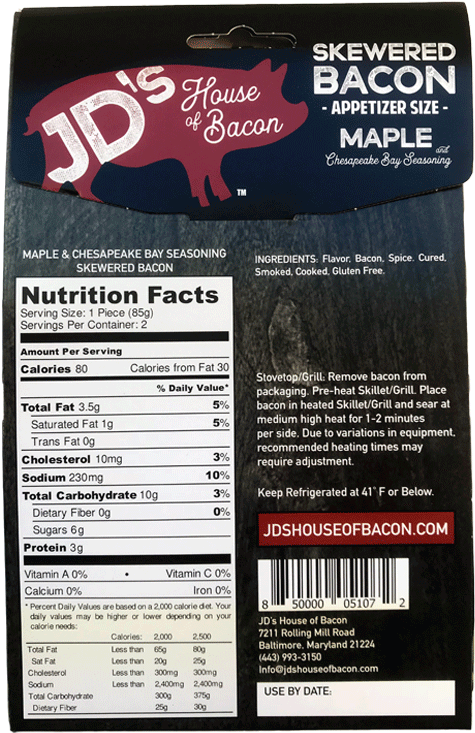 JD's
House
of
Bacon
TM
SKEWERED
BACON
- APPETIZER SIZE -
MAPLE
and
Chesapeake Bay Seasoning
MAPLE & CHESAPEAKE BAY SEASONING
SKEWERED BACON
Nutrition Facts
Serving Size: 1 Piece (85g)
Servings Per Container: 2
Amount Per Serving
Calories 80 Calories from Fat 30
% Daily Value*
Total Fat 3.5g 5%
Saturated Fat 1g 5%
Trans Fat 0g
Cholesterol 10mg 3%
Sodium 230mg 10%
Total Carbohydrate 10g 3%
Dietary Fiber 0g 0%
Sugars 6g
Protein 3g
Vitamin A 0% • Vitamin C 0%
Calcium 0% Iron 0%
* Percent Daily Values are based on a 2,000 calorie diet. Your
daily values may be higher or lower depending on your
calorie needs:
Calories: 2,000 2,500
Total Fat Less than 65g 80g
Sat Fat Less than 20g 25g
Cholesterol Less than 300mg 300mg
Sodium Less than 2,400mg 2,400mg
Total Carbohydrate 300g 375g
Dietary Fiber 25g 30g
INGREDIENTS: Flavor, Bacon, Spice. Cured,
Smoked, Cooked, Gluten Free.
Stovetop/Grill: Remove bacon from
packaging. Pre-heat Skillet/Grill. Place
bacon in heated Skillet/Grill and sear at
medium high heat for 1-2 minutes
per side. Due to variations in equipment,
recommended heating times may
require adjustment.
Keep Refrigerated at 41° F or Below.
JDSHOUSEOFBACON.COM
8 50000 05107 2
JD's House of Bacon
7211 Rolling Mill Road
Baltimore, Maryland 21224
(443) 993-3150
Info@jdshouseofbacon.com
USE BY DATE: